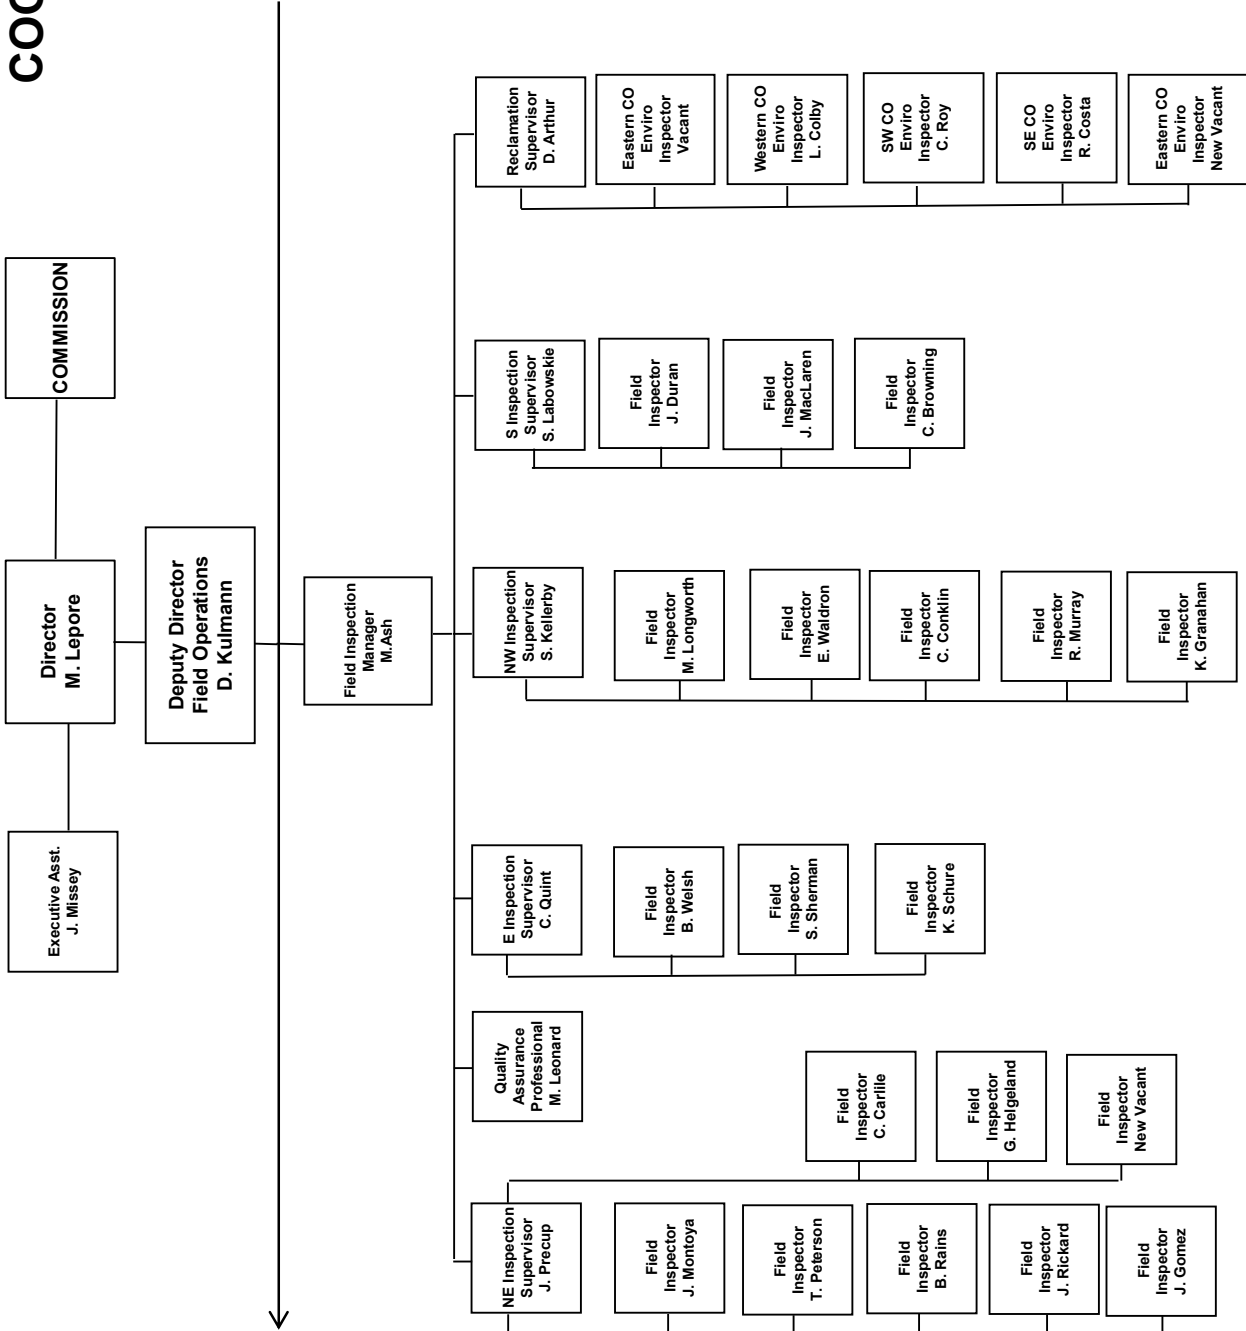 COG
COMMISSION
Director
M. Lepore
Executive Asst.
J. Missey
Deputy Director
Field Operations
D. Kulmann
Field Inspection
Manager
M. Ash
NE Inspection
Supervisor
J. Precup
Field
Inspector
J. Montoya
Field
Inspector
T. Peterson
Field
Inspector
B. Rains
Field
Inspector
J. Rickard
Field
Inspector
J. Gomez
Field
Inspector
C. Carlile
Field
Inspector
G. Helgeland
Field
Inspector
New Vacant
Quality
Assurance
Professional
M. Leonard
E Inspection
Supervisor
C. Quint
Field
Inspector
B. Welsh
Field
Inspector
S. Sherman
Field
Inspector
K. Schure
NW Inspection
Supervisor
S. Kellerby
Field
Inspector
M. Longworth
Field
Inspector
E. Waldron
Field
Inspector
C. Conklin
Field
Inspector
R. Murray
Field
Inspector
K. Granahan
S Inspection
Supervisor
S. Labowskie
Field
Inspector
J. Duran
Field
Inspector
J. MacLaren
Field
Inspector
C. Browning
Reclamation
Supervisor
D. Arthur
Eastern CO
Enviro
Inspector
Vacant
Western CO
Enviro
Inspector
L. Colby
SW CO
Enviro
Inspector
C. Roy
SE CO
Enviro
Inspector
R. Costa
Eastern CO
Enviro
Inspector
New Vacant